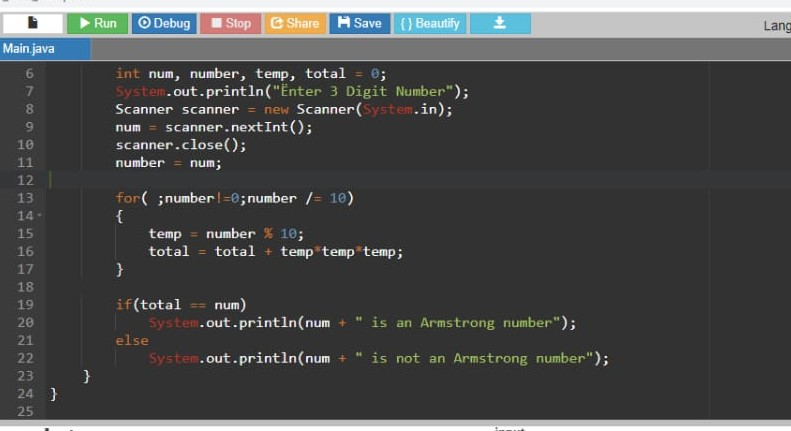 Run Debug Stop Share Save { } Beautify
Lang
Main.java
6 int num, number, temp, total = 0;
7 System.out.println("Ënter 3 Digit Number");
8 Scanner scanner = new Scanner(System.in);
9 num = scanner.nextInt();
10 scanner.close();
11 number = num;
12
13 for( ;number!=0;number /= 10)
14 {
15 temp = number % 10;
16 total = total + temp*temp*temp;
17 }
18
19 if(total == num)
20 System.out.println(num + " is an Armstrong number");
21 else
22 System.out.println(num + " is not an Armstrong number");
23 }
24 }
25